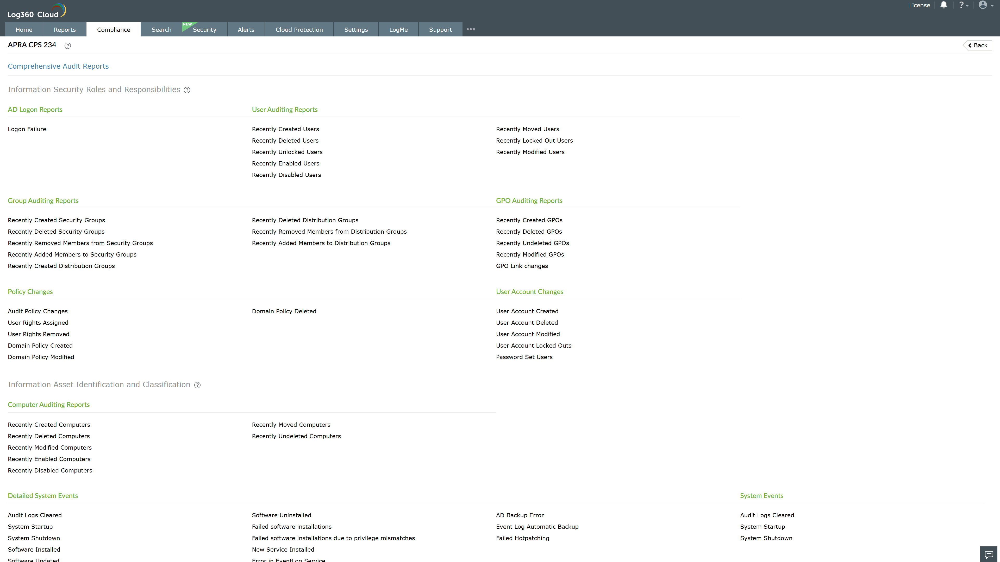 License
?
Log360 Cloud
Home
Reports
Compliance
Search
NEW
Security
Alerts
Cloud Protection
Settings
LogMe
Support
APRA CPS 234 ?
Back
Comprehensive Audit Reports
Information Security Roles and Responsibilities ?
AD Logon Reports
Logon Failure
User Auditing Reports
Recently Created Users
Recently Deleted Users
Recently Unlocked Users
Recently Enabled Users
Recently Disabled Users
Recently Moved Users
Recently Locked Out Users
Recently Modified Users
Group Auditing Reports
Recently Created Security Groups
Recently Deleted Security Groups
Recently Removed Members from Security Groups
Recently Added Members to Security Groups
Recently Created Distribution Groups
Recently Deleted Distribution Groups
Recently Removed Members from Distribution Groups
Recently Added Members to Distribution Groups
GPO Auditing Reports
Recently Created GPOs
Recently Deleted GPOs
Recently Undeleted GPOs
Recently Modified GPOs
GPO Link changes
Policy Changes
Audit Policy Changes
User Rights Assigned
User Rights Removed
Domain Policy Created
Domain Policy Modified
Domain Policy Deleted
User Account Changes
User Account Created
User Account Deleted
User Account Modified
User Account Locked Outs
Password Set Users
Information Asset Identification and Classification ?
Computer Auditing Reports
Recently Created Computers
Recently Deleted Computers
Recently Modified Computers
Recently Enabled Computers
Recently Disabled Computers
Recently Moved Computers
Recently Undeleted Computers
Detailed System Events
Audit Logs Cleared
System Startup
System Shutdown
Software Installed
Software Updated
Software Uninstalled
Failed software installations
Failed software installations due to privilege mismatches
New Service Installed
Error in EventLog Service
AD Backup Error
Event Log Automatic Backup
Failed Hotpatching
System Events
Audit Logs Cleared
System Startup
System Shutdown